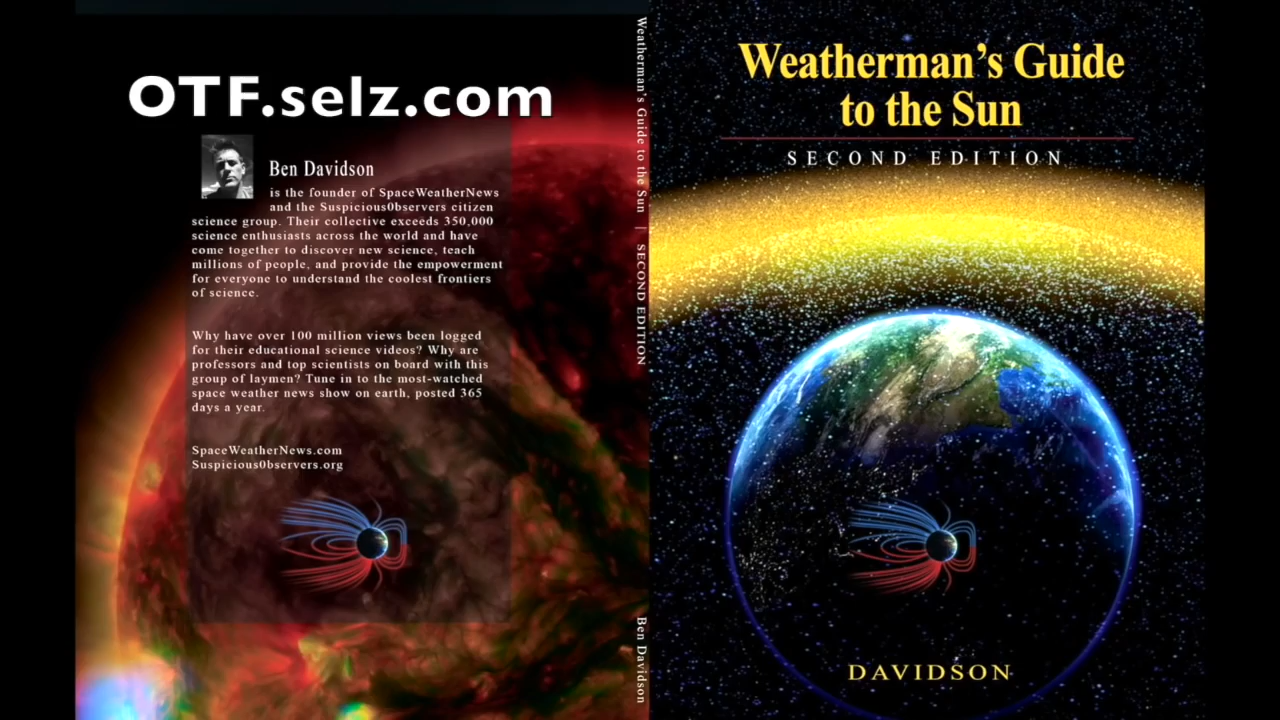 OTF.selz.com
Ben Davidson
is the founder of SpaceWeatherNews
and the Suspicious0bservers citizen
science group. Their collective exceeds 350,000
science enthusiasts across the world and have
come together to discover new science, teach
millions of people, and provide the empowerment
for everyone to understand the coolest frontiers
of science.
Why have over 100 million views been logged
for their educational science videos? Why are
professors and top scientists on board with this
group of laymen? Tune in to the most-watched
space weather news show on earth, posted 365
days a year.
SpaceWeatherNews.com
Suspicious0bservers.org
Weatherman's Guide to the Sun | SECOND EDITION
Ben Davidson
Weatherman's Guide
to the Sun
SECOND EDITION
DAVIDSON